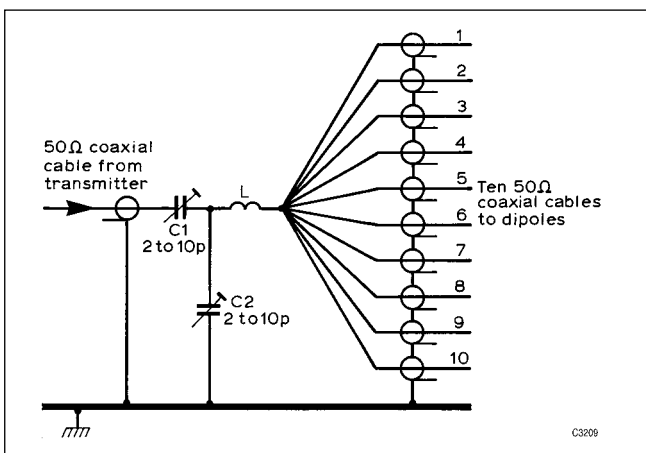 1
2
3
4
5
6
7
8
9
10
50Ω coaxial
cable from
transmitter
C1
2 to 10p
L
C2
2 to 10p
Ten 50Ω
coaxial cables
to dipoles
C3209